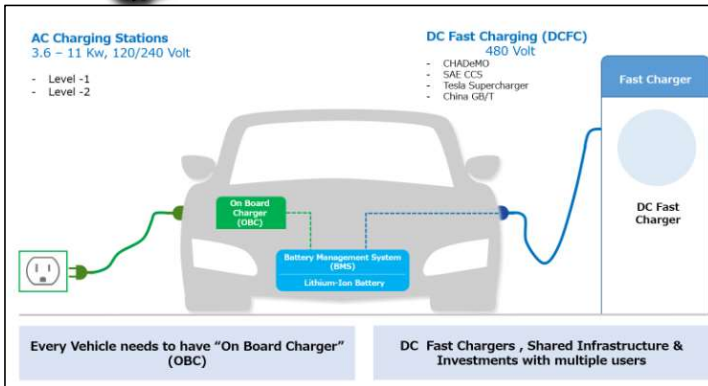 AC Charging Stations
3.6 – 11 Kw, 120/240 Volt
- Level -1
- Level -2
DC Fast Charging (DCFC)
480 Volt
- CHAdeMO
- SAE CCS
- Tesla Supercharger
- China GB/T
Fast Charger
DC Fast
Charger
On Board
Charger
(OBC)
Battery Management System
(BMS)
Lithium-Ion Battery
Every Vehicle needs to have “On Board Charger”
(OBC)
DC Fast Chargers , Shared Infrastructure &
Investments with multiple users